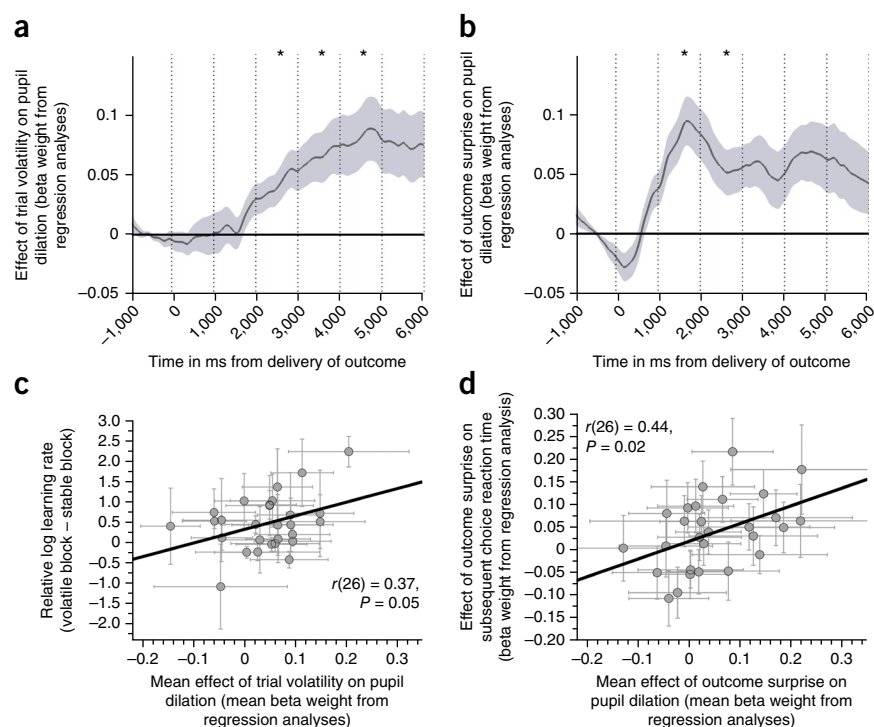 a
Effect of trial volatility on pupil
dilation (beta weight from
regression analyses)
* * *
0.1
0.05
0
–0.05
–1,000 0 1,000 2,000 3,000 4,000 5,000 6,000
Time in ms from delivery of outcome
b
Effect of outcome surprise on pupil
dilation (beta weight from
regression analyses)
* *
0.1
0.05
0
–0.05
–1,000 0 1,000 2,000 3,000 4,000 5,000 6,000
Time in ms from delivery of outcome
c
Relative log learning rate
(volatile block – stable block)
3.0
2.5
2.0
1.5
1.0
0.5
0
–0.5
–1.0
–1.5
–2.0
r(26) = 0.37,
P = 0.05
–0.2 –0.1 0 0.1 0.2 0.3
Mean effect of trial volatility on pupil
dilation (mean beta weight from
regression analyses)
d
Effect of outcome surprise on
subsequent choice reaction time
(beta weight from regression analysis)
0.30
0.25
0.20
0.15
0.10
0.05
0
–0.05
–0.10
–0.15
–0.20
r(26) = 0.44,
P = 0.02
–0.2 –0.1 0 0.1 0.2 0.3
Mean effect of outcome surprise on
pupil dilation (mean beta weight from
regression analyses)